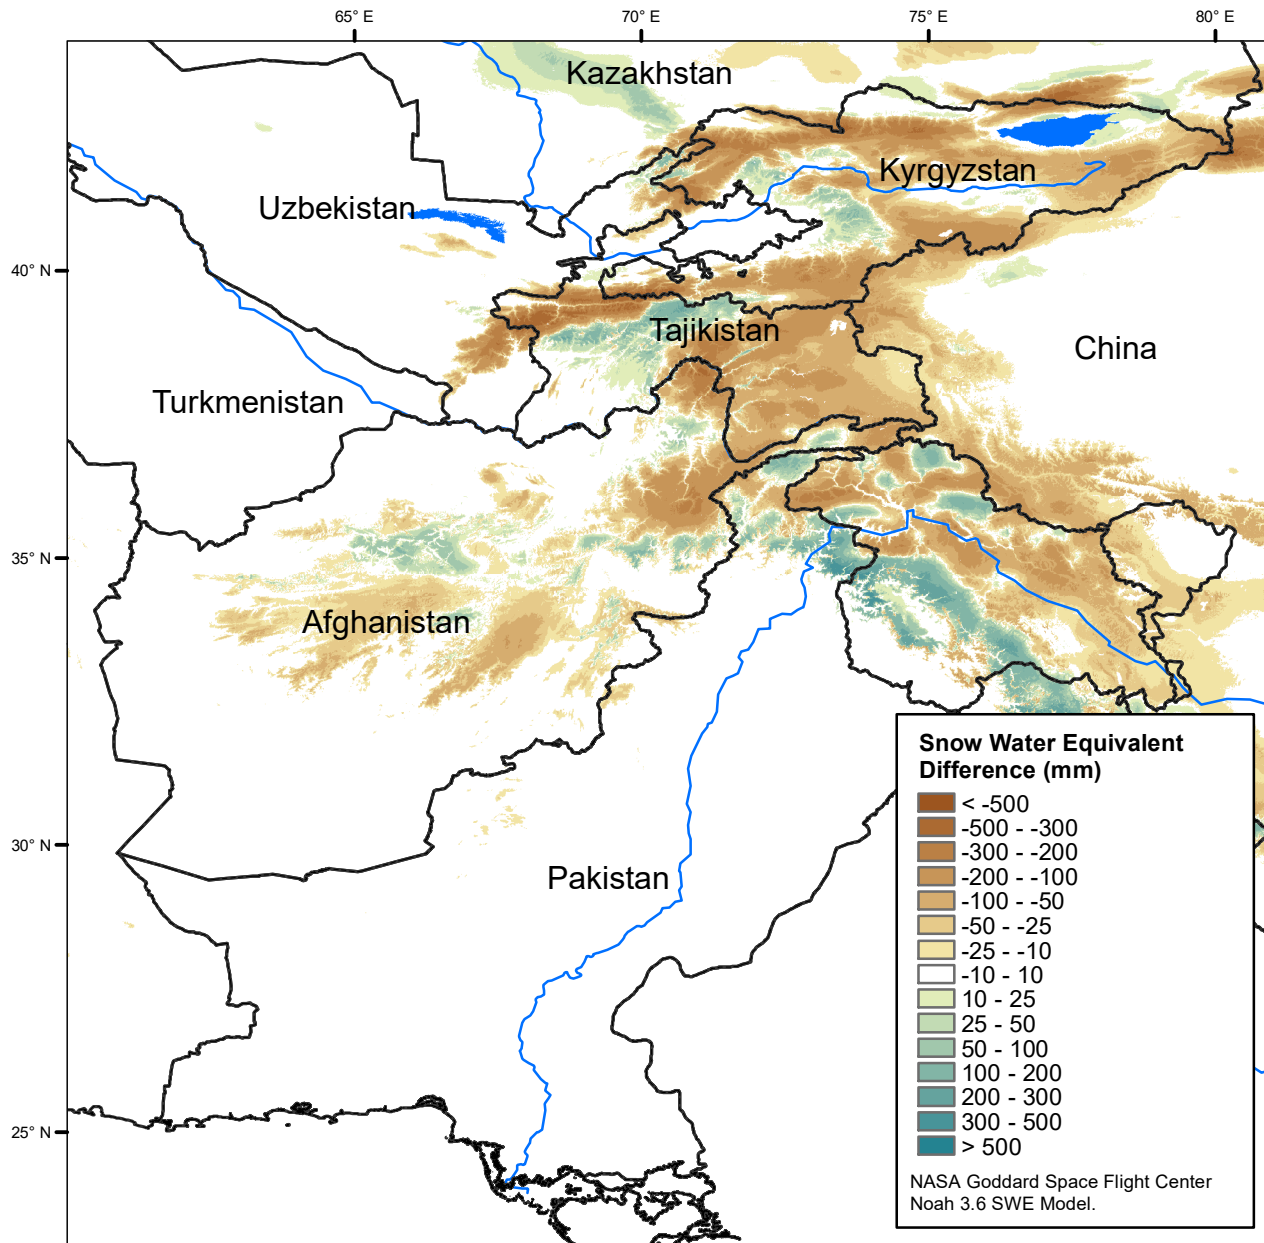 65° E
70° E
75° E
80° E
Kazakhstan
Kyrgyzstan
Uzbekistan
40° N
Tajikistan
China
Turkmenistan
35° N
Afghanistan
30° N
Pakistan
25° N
Snow Water Equivalent
Difference (mm)
< -500
-500 - -300
-300 - -200
-200 - -100
-100 - -50
-50 - -25
-25 - -10
-10 - 10
10 - 25
25 - 50
50 - 100
100 - 200
200 - 300
300 - 500
> 500
NASA Goddard Space Flight Center
Noah 3.6 SWE Model.